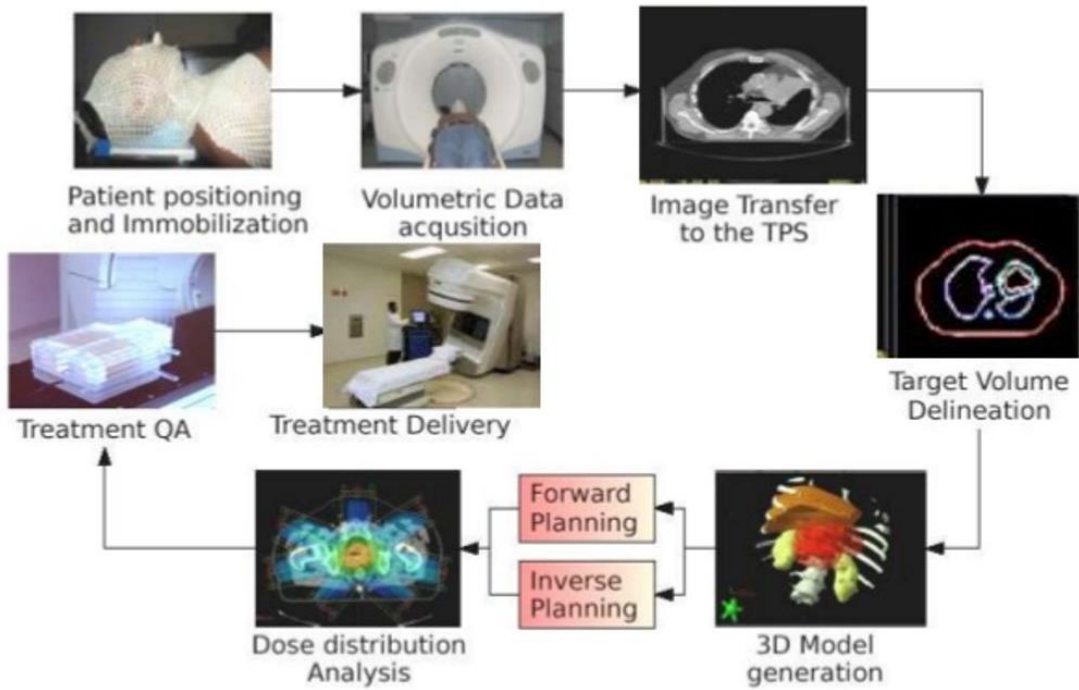 Patient positioning
and Immobilization
Volumetric Data
acqusition
Image Transfer
to the TPS
Target Volume
Delineation
3D Model
generation
Forward
Planning
Inverse
Planning
Dose distribution
Analysis
Treatment QA
Treatment Delivery